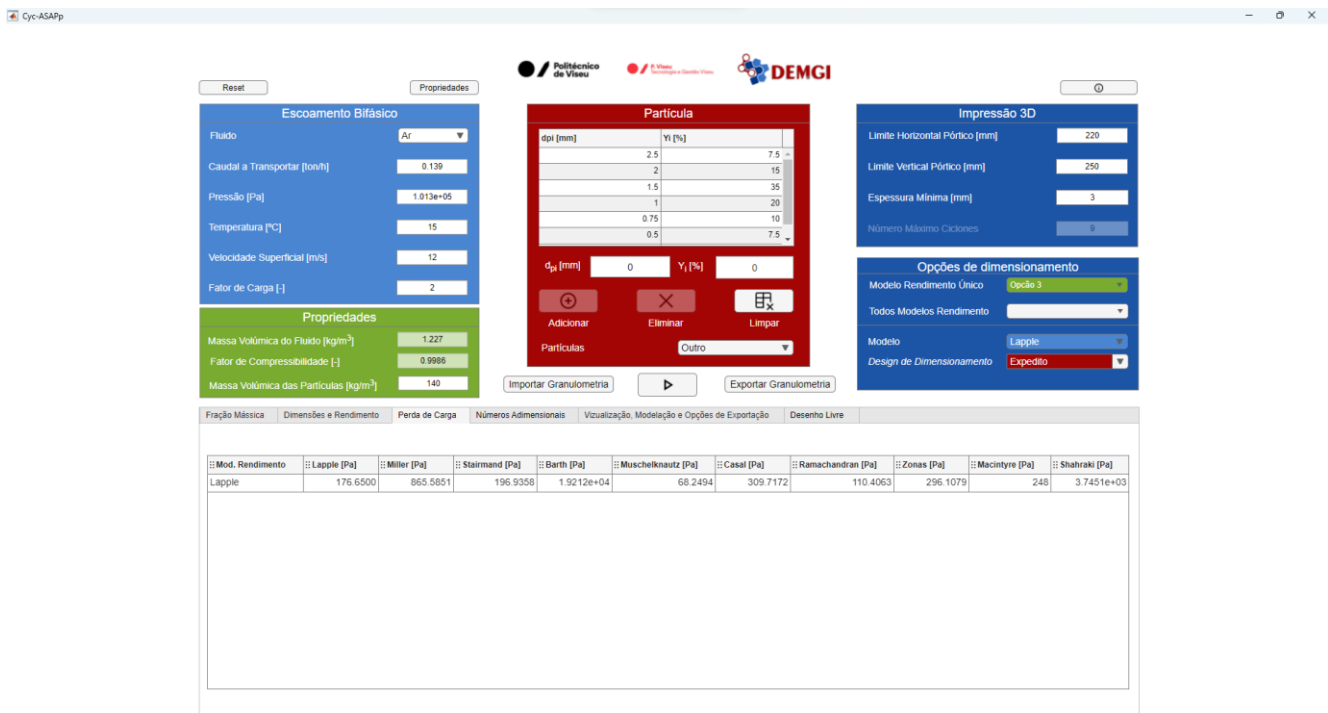 Cyc-ASAPp
Politécnico
de Viseu
P. Viseu
Tecnologia e Gestão Viseu
DEMGI
Reset
Propriedades
Escoamento Bifásico
Fluido
Ar
Caudal a Transportar [ton/h]
0.139
Pressão [Pa]
1.013e+05
Temperatura [ºC]
15
Velocidade Superficial [m/s]
12
Fator de Carga [-]
2
Propriedades
Massa Volúmica do Fluido [kg/m³]
1.227
Fator de Compressibilidade [-]
0.9986
Massa Volúmica das Partículas [kg/m³]
140
Partícula
dpi [mm] Yi [%]
2.5 7.5
2 15
1.5 35
1 20
0.75 10
0.5 7.5
dpi [mm] 0 Yi [%] 0
Adicionar Eliminar Limpar
Partículas Outro
Importar Granulometria
Exportar Granulometria
Impressão 3D
Limite Horizontal Pórtico [mm]
220
Limite Vertical Pórtico [mm]
250
Espessura Mínima [mm]
3
Número Máximo Ciclones
9
Opções de dimensionamento
Modelo Rendimento Único
Opcão 3
Todos Modelos Rendimento
Modelo
Lapple
Design de Dimensionamento
Expedito
Fração Mássica Dimensões e Rendimento Perda de Carga Números Adimensionais Vizualização, Modelação e Opções de Exportação Desenho Livre
Mod. Rendimento Lapple [Pa] Miller [Pa] Stairmand [Pa] Barth [Pa] Muschelknautz [Pa] Casal [Pa] Ramachandran [Pa] Zonas [Pa] Macintyre [Pa] Shahraki [Pa]
Lapple 176.6500 865.5851 196.9358 1.9212e+04 68.2494 309.7172 110.4063 296.1079 248 3.7451e+03